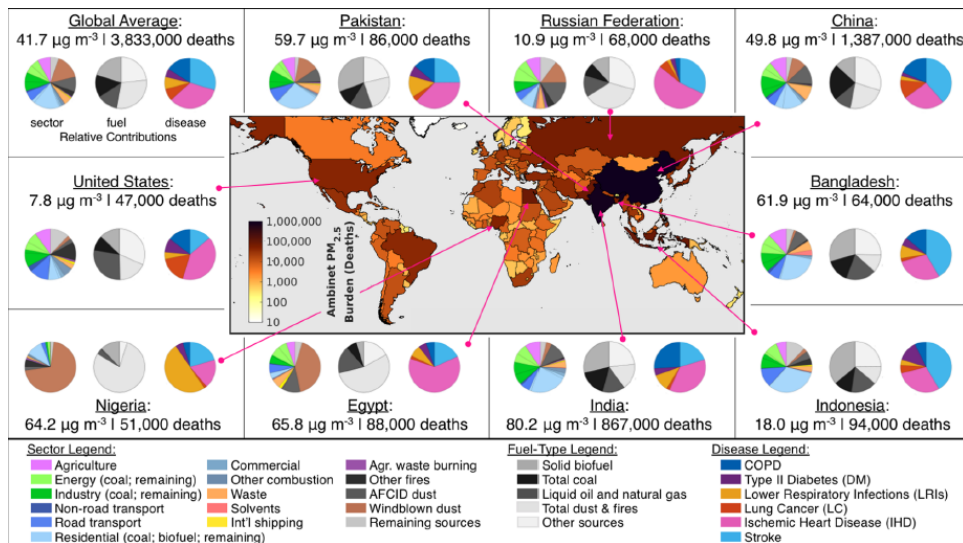 Global Average:
41.7 µg m⁻³ | 3,833,000 deaths
sector fuel disease
Relative Contributions
Pakistan:
59.7 µg m⁻³ | 86,000 deaths
Russian Federation:
10.9 µg m⁻³ | 68,000 deaths
China:
49.8 µg m⁻³ | 1,387,000 deaths
United States:
7.8 µg m⁻³ | 47,000 deaths
1,000,000
100,000
10,000
1,000
100
10
Ambinet PM2.5
Burden (Deaths)
Bangladesh:
61.9 µg m⁻³ | 64,000 deaths
Nigeria:
64.2 µg m⁻³ | 51,000 deaths
Egypt:
65.8 µg m⁻³ | 88,000 deaths
India:
80.2 µg m⁻³ | 867,000 deaths
Indonesia:
18.0 µg m⁻³ | 94,000 deaths
Sector Legend:
Agriculture
Energy (coal; remaining)
Industry (coal; remaining)
Non-road transport
Road transport
Residential (coal; biofuel; remaining)
Commercial
Other combustion
Waste
Solvents
Int'l shipping
Agr. waste burning
Other fires
AFCID dust
Windblown dust
Remaining sources
Fuel-Type Legend:
Solid biofuel
Total coal
Liquid oil and natural gas
Total dust & fires
Other sources
Disease Legend:
COPD
Type II Diabetes (DM)
Lower Respiratory Infections (LRIs)
Lung Cancer (LC)
Ischemic Heart Disease (IHD)
Stroke